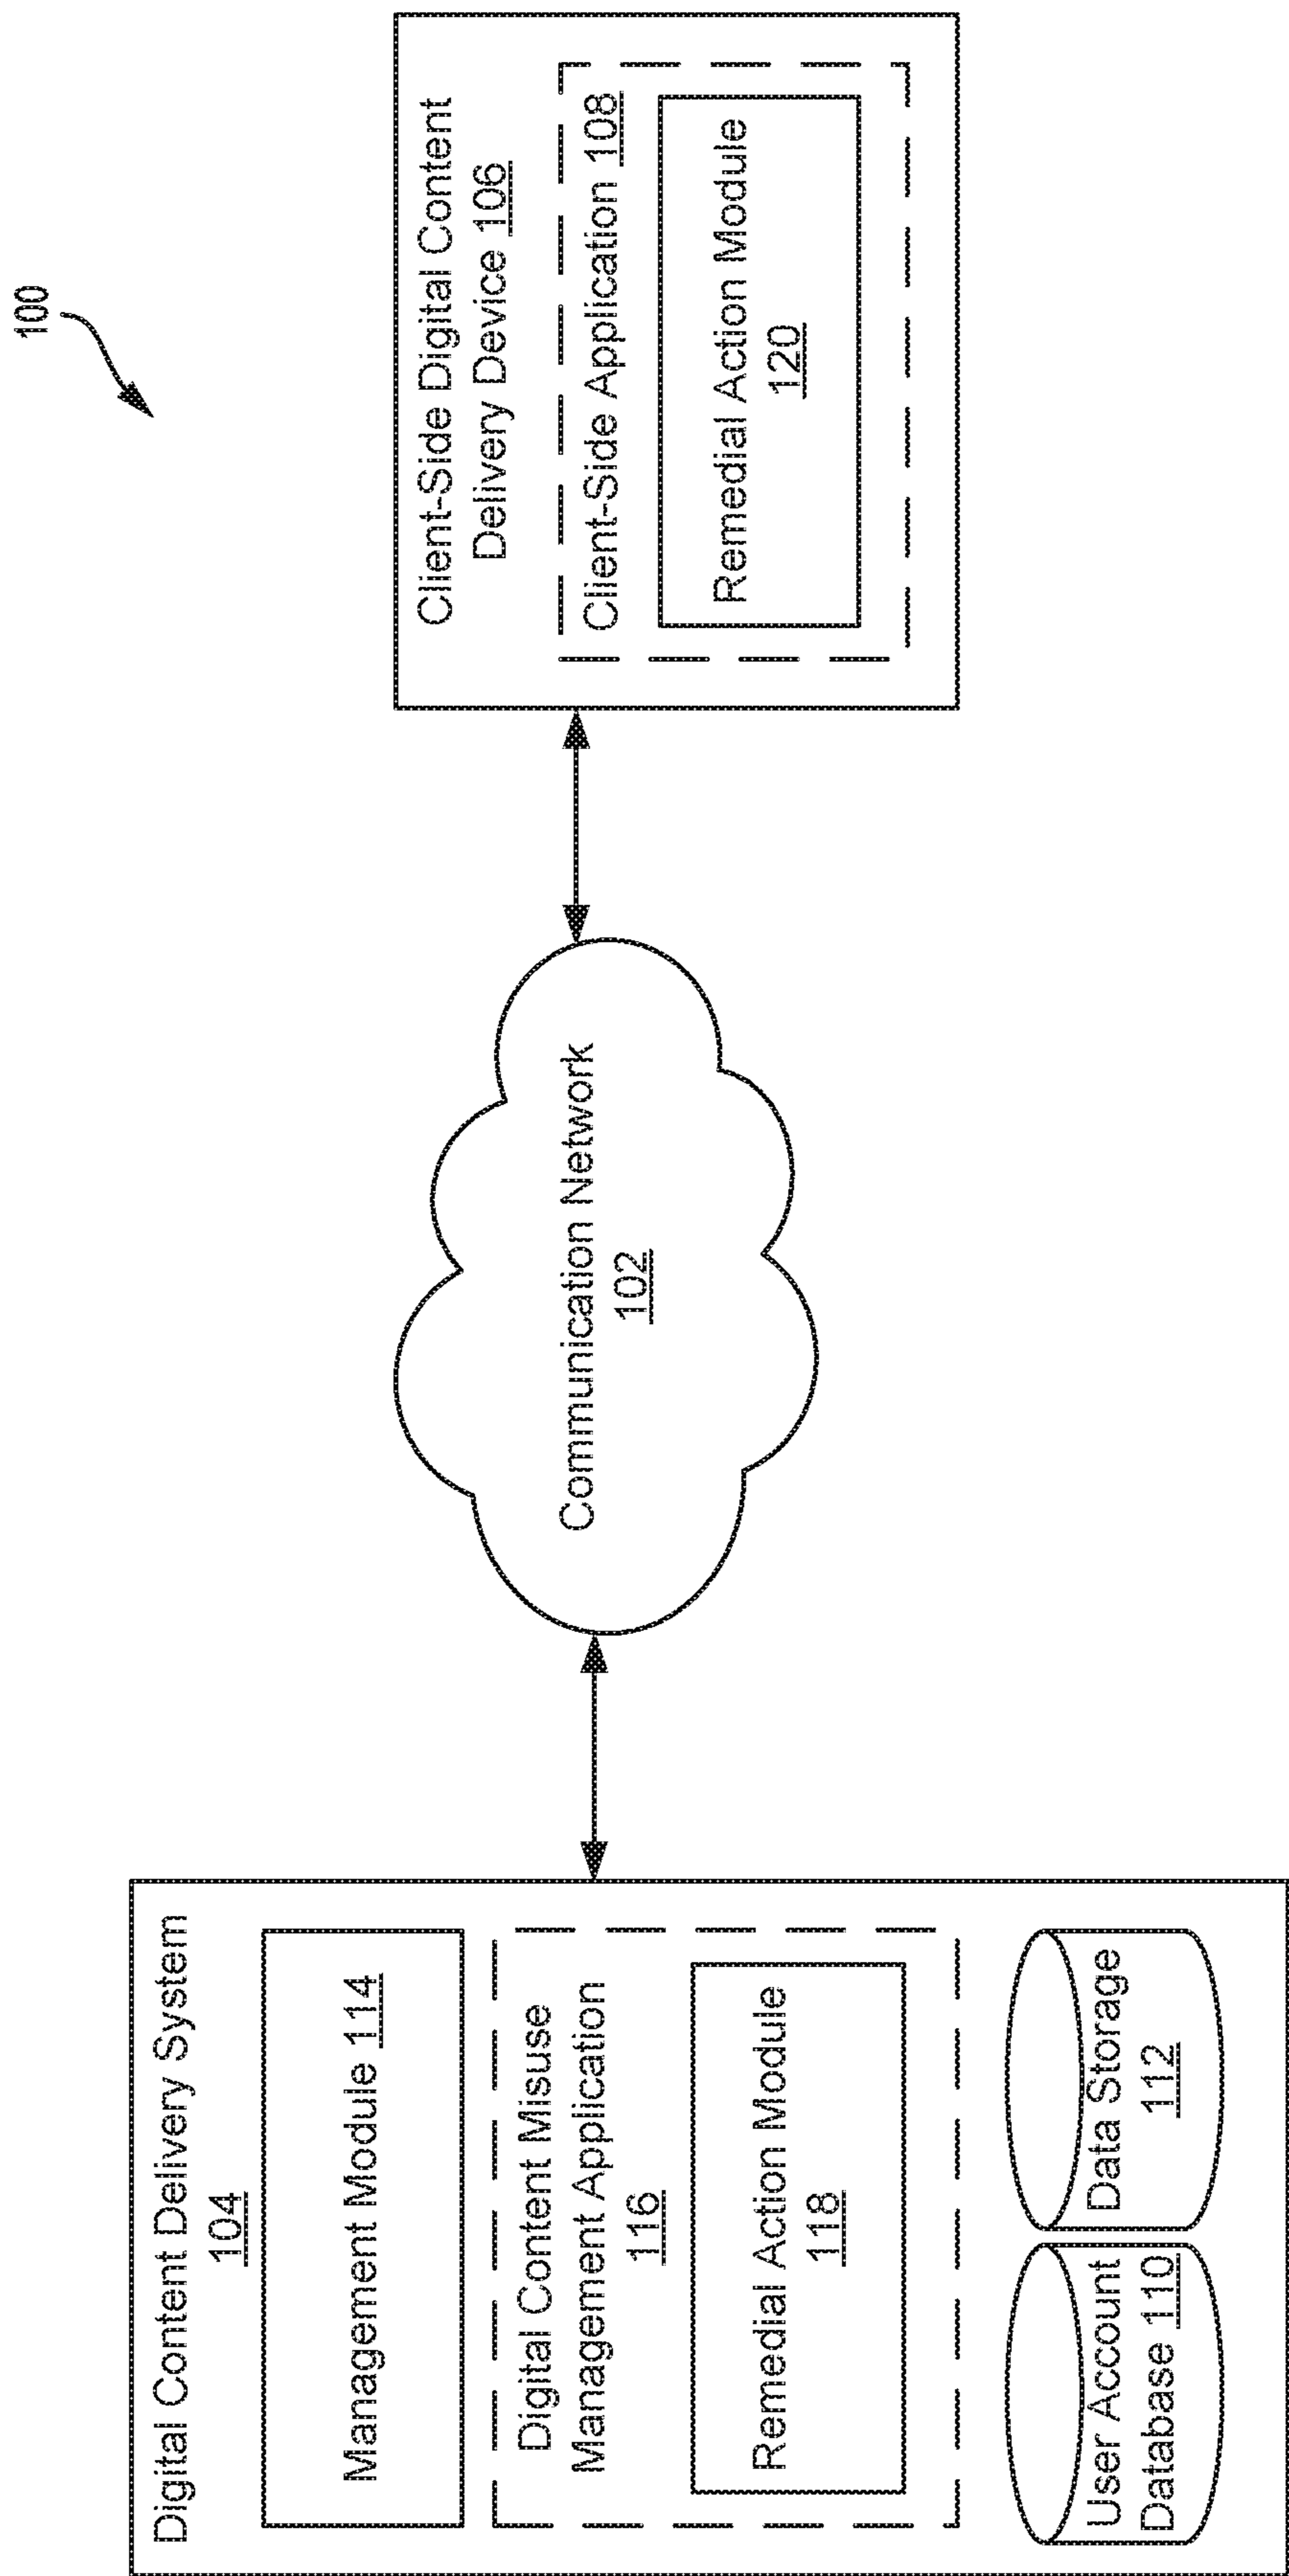 100
Digital Content Delivery System
104
Management Module 114
Digital Content Misuse
Management Application
116
Remedial Action Module
118
User Account
Database 110
Data Storage
112
Communication Network
102
Client-Side Digital Content
Delivery Device 106
Client-Side Application 108
Remedial Action Module
120